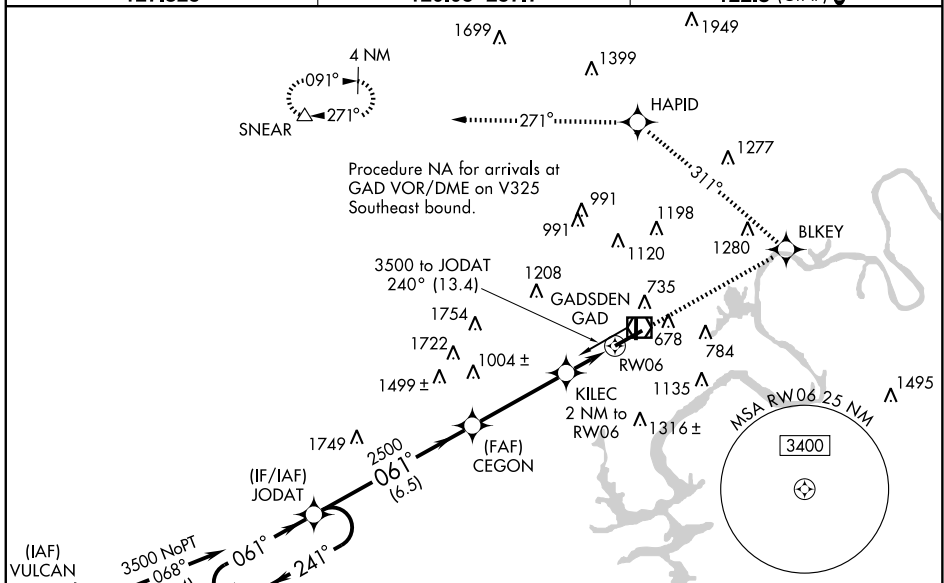 1699
1949
1399
4 NM
091°
271°
SNEAR
HAPID
271°
1277
311°
Procedure NA for arrivals at
GAD VOR/DME on V325
Southeast bound.
991
991
1198
1120
1280
BLKEY
3500 to JODAT
240° (13.4)
1208
735
GADSDEN
GAD
678
784
1754
1722
1004 ±
1499 ±
RW06
KILEC
2 NM to
RW06
1135
1316 ±
1495
MSA RW06 25 NM
3400
1749
2500
061°
(6.5)
(FAF)
CEGON
(IF/IAF)
JODAT
(IAF)
VULCAN
3500 NoPT
068°
061°
241°